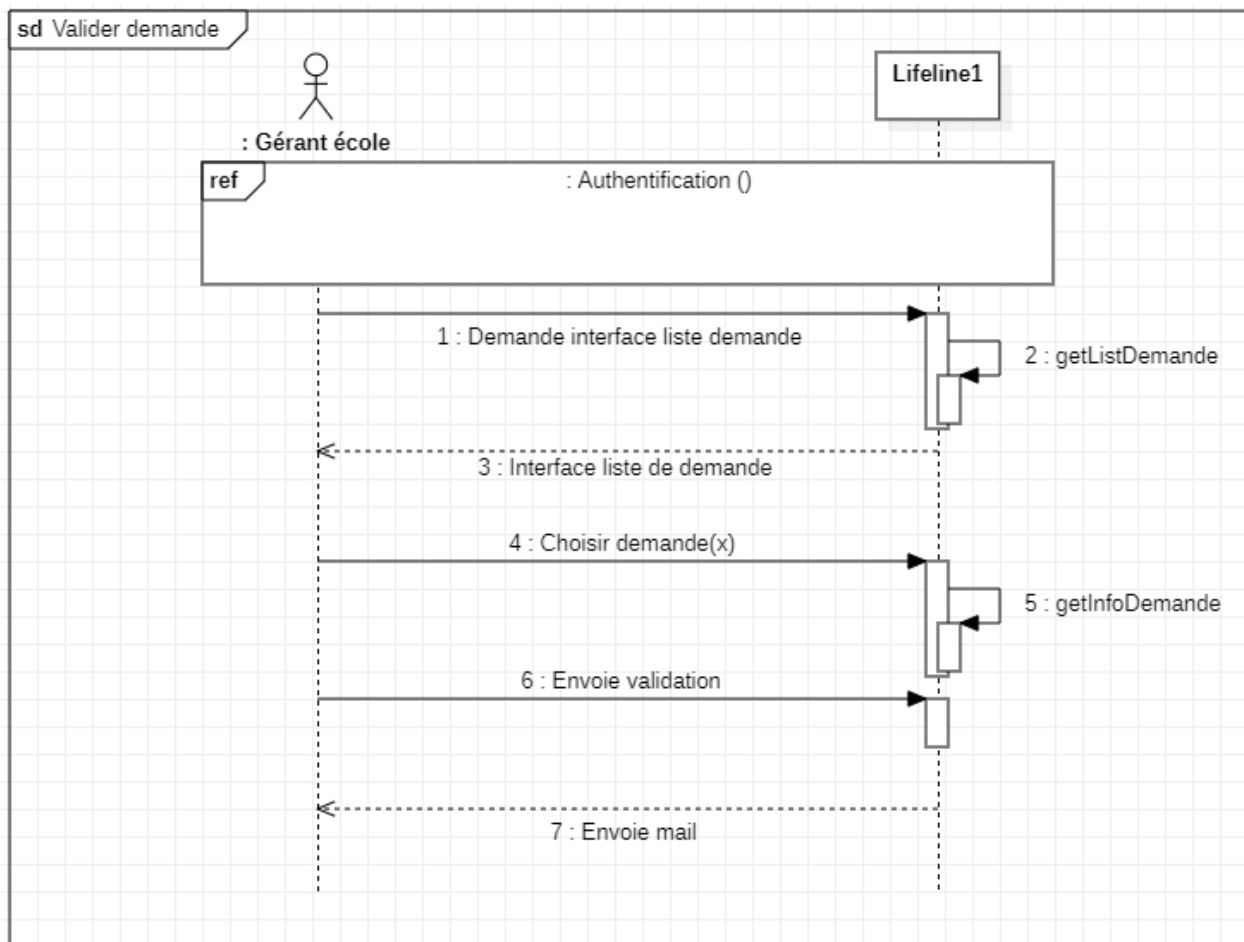 sd Valider demande
Lifeline1
: Gérant école
ref
: Authentification ()
1 : Demande interface liste demande
2 : getListDemande
3 : Interface liste de demande
4 : Choisir demande(x)
5 : getInfoDemande
6 : Envoie validation
7 : Envoie mail